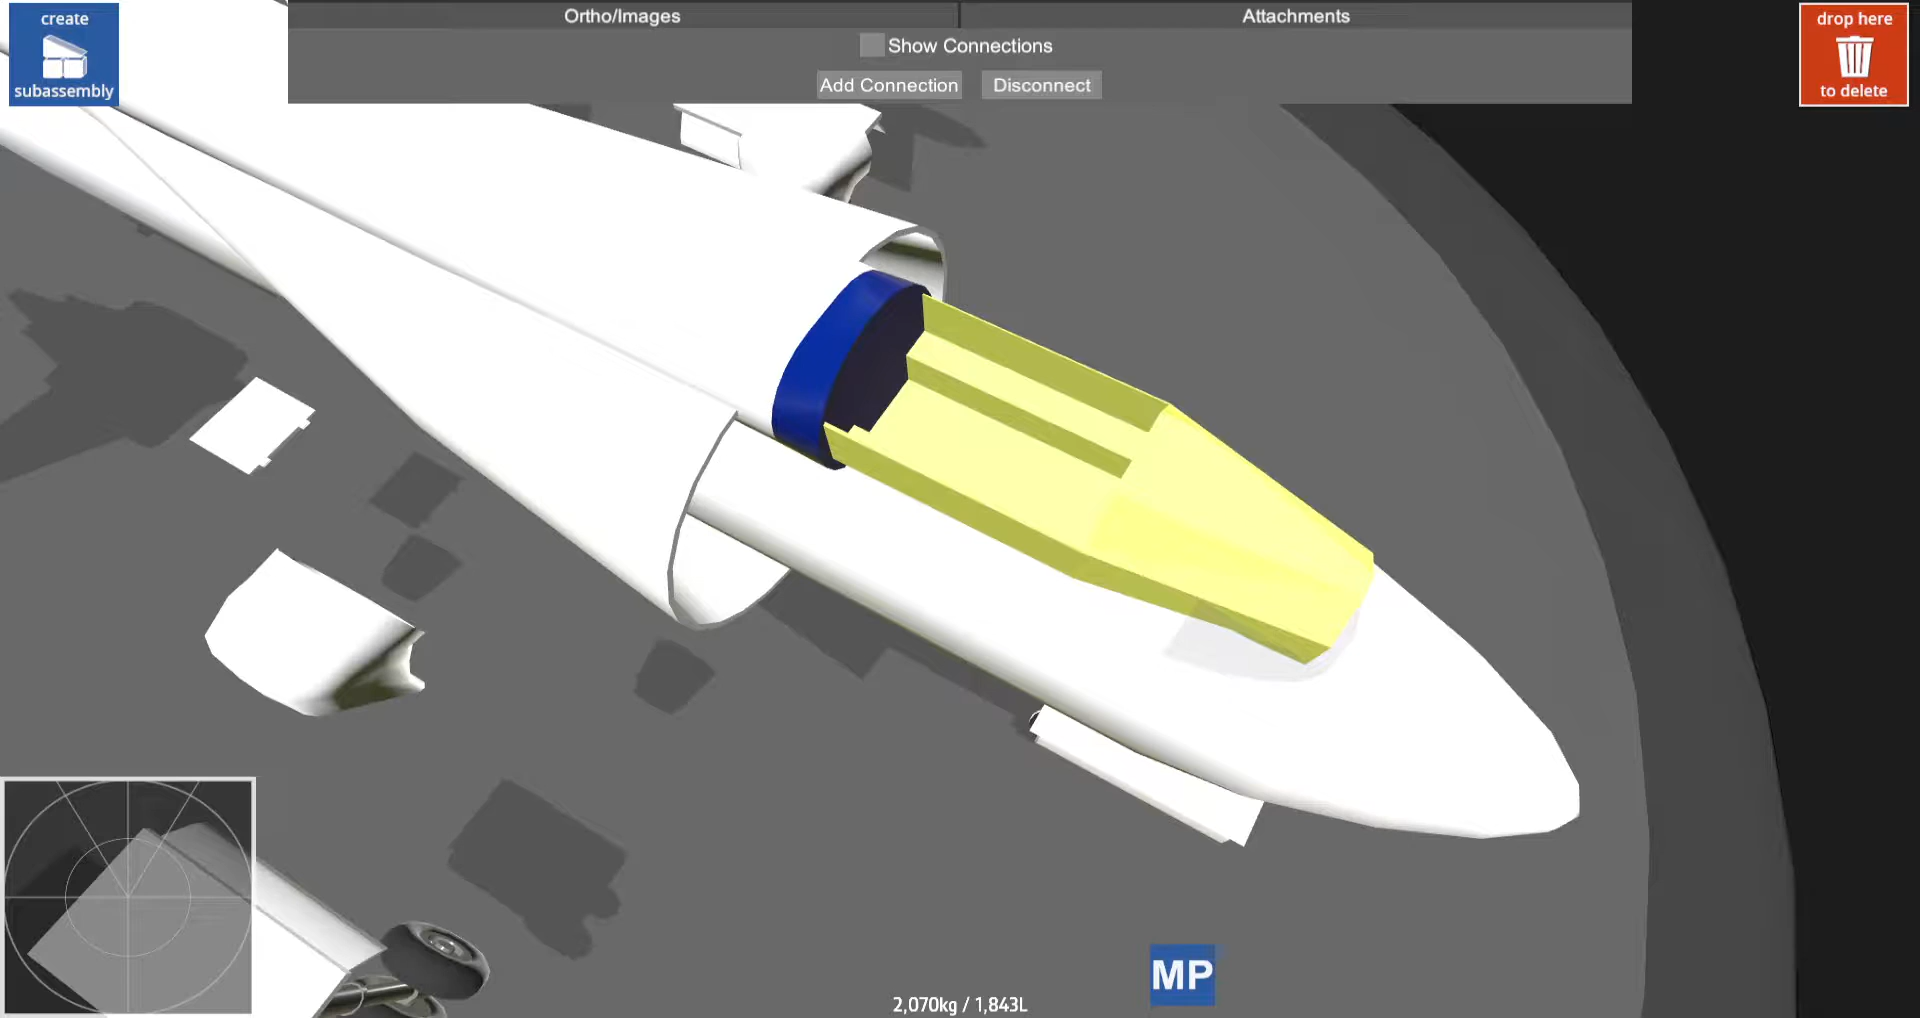 create
subassembly
Ortho/Images
Attachments
Show Connections
Add Connection
Disconnect
drop here
to delete
MP
2,070kg / 1,843L